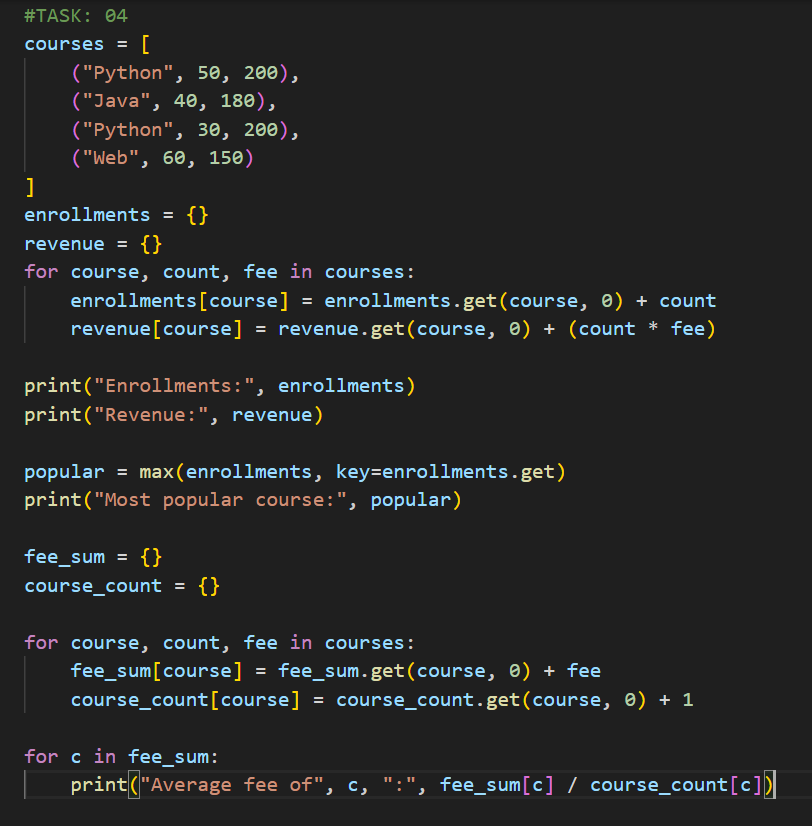 #TASK: 04
courses = [
    ("Python", 50, 200),
    ("Java", 40, 180),
    ("Python", 30, 200),
    ("Web", 60, 150)
]
enrollments = {}
revenue = {}
for course, count, fee in courses:
    enrollments[course] = enrollments.get(course, 0) + count
    revenue[course] = revenue.get(course, 0) + (count * fee)

print("Enrollments:", enrollments)
print("Revenue:", revenue)

popular = max(enrollments, key=enrollments.get)
print("Most popular course:", popular)

fee_sum = {}
course_count = {}

for course, count, fee in courses:
    fee_sum[course] = fee_sum.get(course, 0) + fee
    course_count[course] = course_count.get(course, 0) + 1

for c in fee_sum:
    print("Average fee of", c, ":", fee_sum[c] / course_count[c])